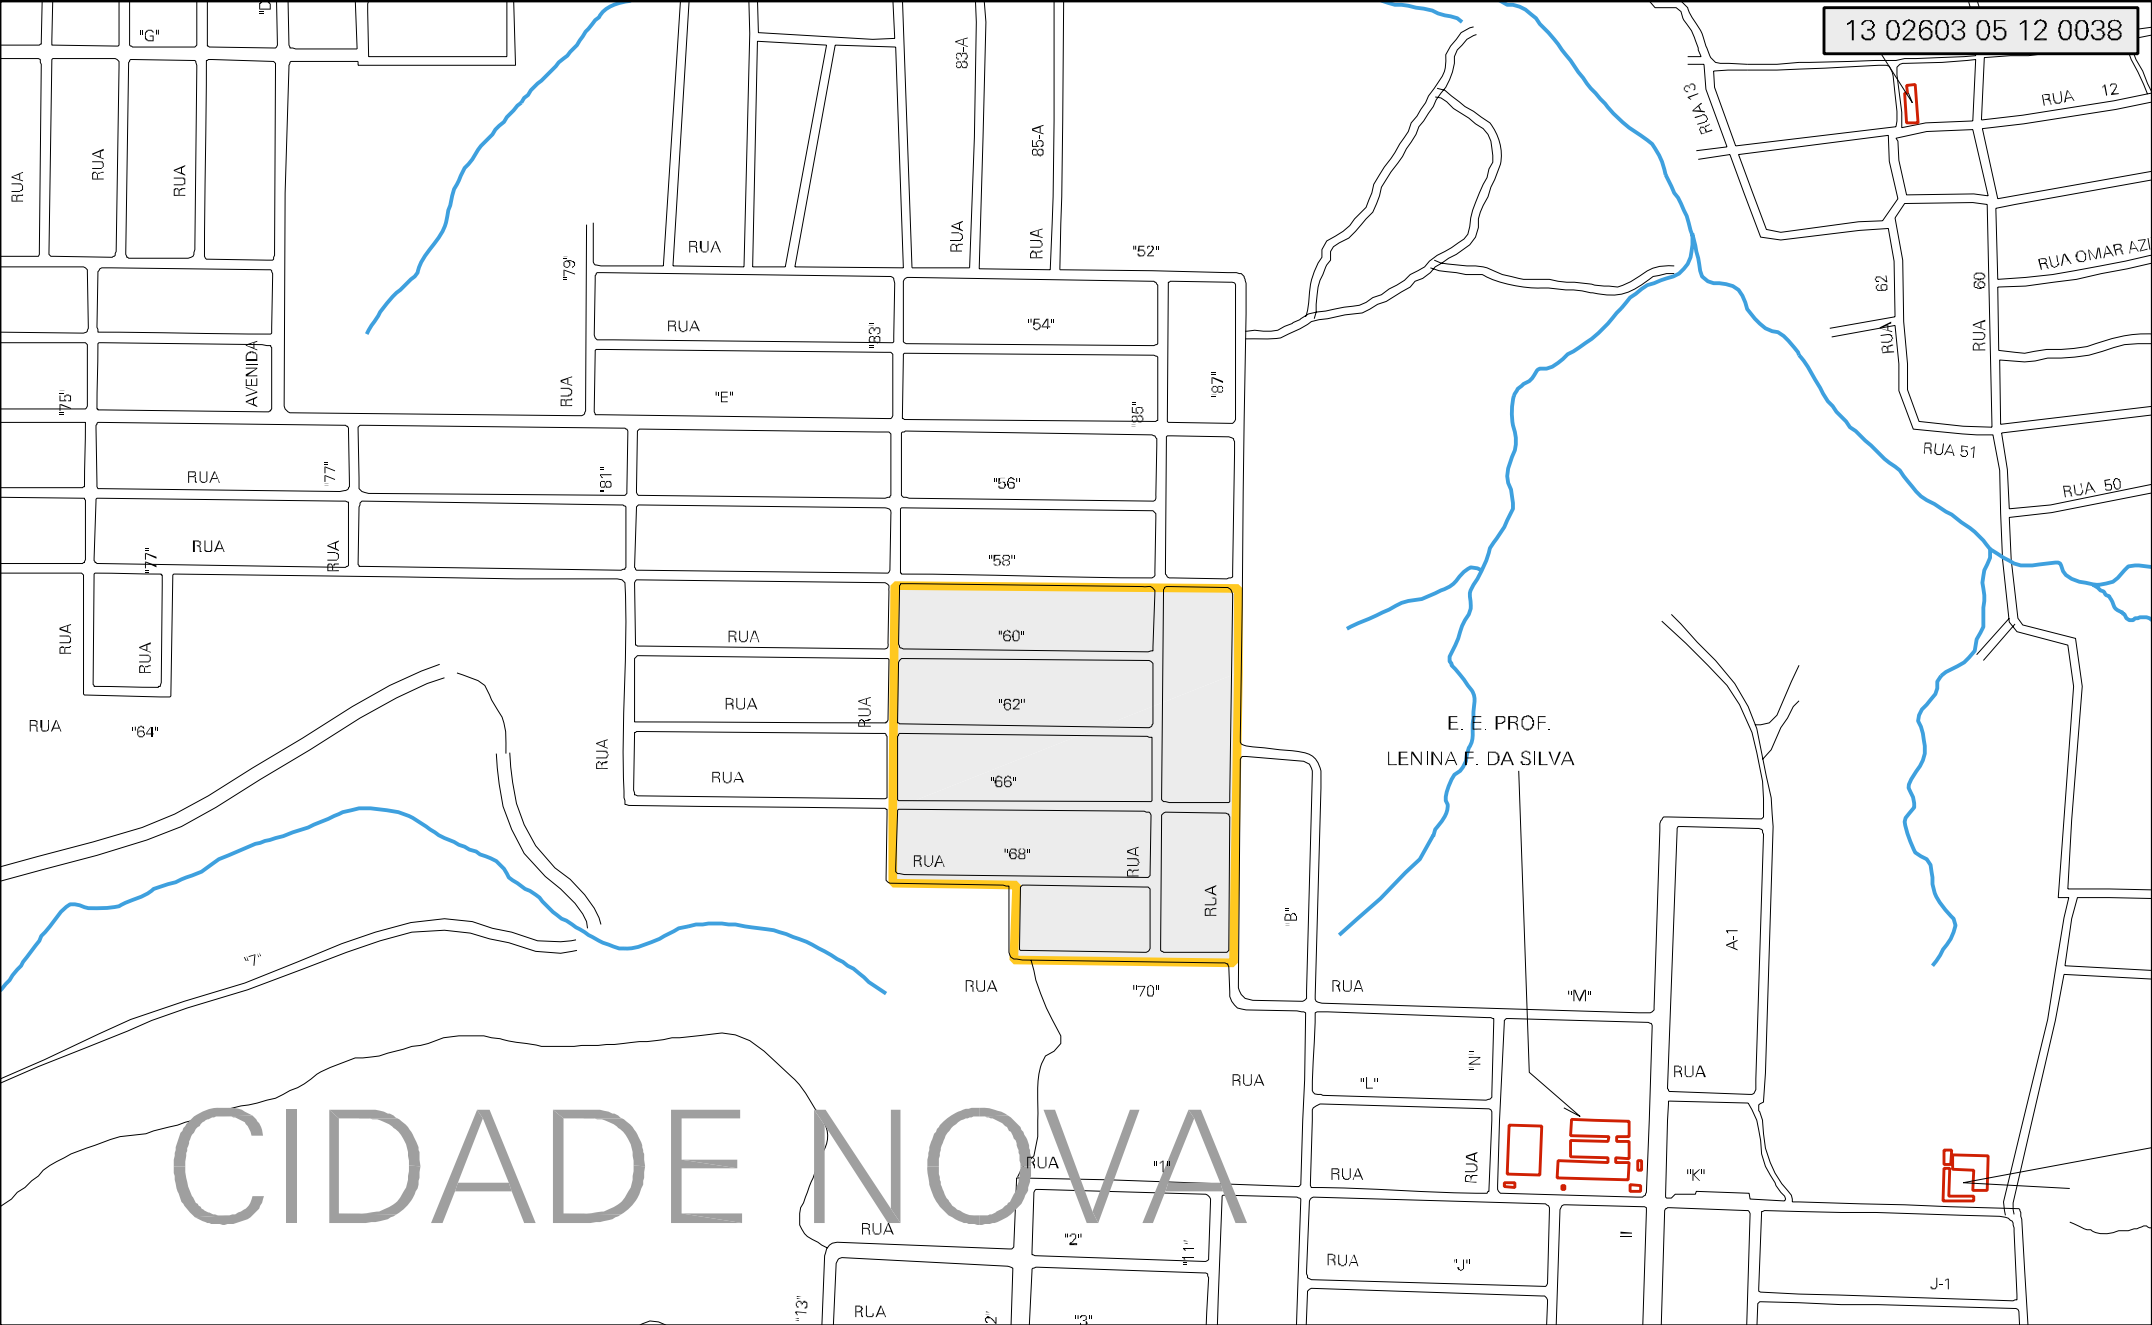 13 02603 05 12 0038
"G"
"D
83-A
RUA 13
RUA 12
85-A
RUA
RUA
RUA
RUA
RUA
RUA
"52"
RUA OMAR AZI
"79"
62
60
RUA
"54"
"83"
RUA
RUA
AVENIDA
"75"
RUA
"E"
"85"
"87"
RUA 51
RUA
"77"
"81"
"56"
RUA 50
RUA
"77"
RUA
"58"
RUA
RUA
RUA
"60"
RUA
"62"
RUA
RUA
"64"
E. E. PROF.
LENINA F. DA SILVA
RUA
RUA
"66"
RUA
"68"
RUA
RUA
"B"
A-1
"7"
RUA
"70"
RUA
"M"
RUA
"L"
"N"
RUA
CIDADE NOVA
RUA
"1"
RUA
RUA
"K"
RUA
"2"
"11"
RUA
"J"
II
J-1
"13"
RUA
2"
"3"